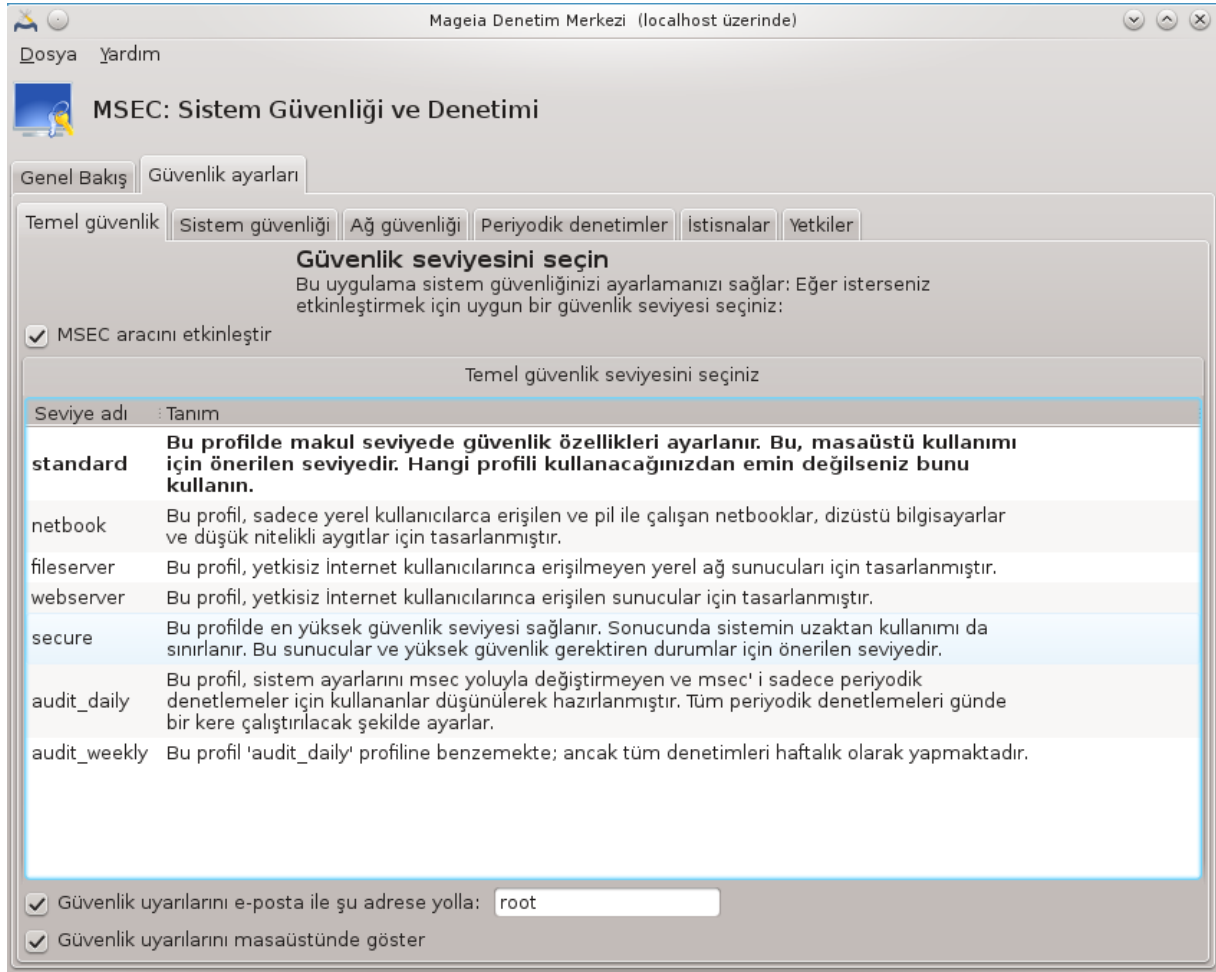 Mageia Denetim Merkezi (localhost üzerinde)
Dosya Yardım
MSEC: Sistem Güvenliği ve Denetimi
Genel Bakış Güvenlik ayarları
Temel güvenlik Sistem güvenliği Ağ güvenliği Periyodik denetimler İstisnalar Yetkiler
Güvenlik seviyesini seçin
Bu uygulama sistem güvenliğinizi ayarlamanızı sağlar: Eğer isterseniz
etkinleştirmek için uygun bir güvenlik seviyesi seçiniz:
MSEC aracını etkinleştir
Temel güvenlik seviyesini seçiniz
Seviye adı Tanım
standard Bu profilde makul seviyede güvenlik özellikleri ayarlanır. Bu, masaüstü kullanımı
için önerilen seviyedir. Hangi profili kullanacağınızdan emin değilseniz bunu
kullanın.
netbook Bu profil, sadece yerel kullanıcılarca erişilen ve pil ile çalışan netbooklar, dizüstü bilgisayarlar
ve düşük nitelikli aygıtlar için tasarlanmıştır.
fileserver Bu profil, yetkisiz İnternet kullanıcılarınca erişilmeyen yerel ağ sunucuları için tasarlanmıştır.
webserver Bu profil, yetkisiz İnternet kullanıcılarınca erişilen sunucular için tasarlanmıştır.
secure Bu profilde en yüksek güvenlik seviyesi sağlanır. Sonucunda sistemin uzaktan kullanımı da
sınırlanır. Bu sunucular ve yüksek güvenlik gerektiren durumlar için önerilen seviyedir.
audit_daily Bu profil, sistem ayarlarını msec yoluyla değiştirmeyen ve msec' i sadece periyodik
denetlemeler için kullananlar düşünülerek hazırlanmıştır. Tüm periyodik denetlemeleri günde
bir kere çalıştırılacak şekilde ayarlar.
audit_weekly Bu profil 'audit_daily' profiline benzemekte; ancak tüm denetimleri haftalık olarak yapmaktadır.
Güvenlik uyarılarını e-posta ile şu adrese yolla: root
Güvenlik uyarılarını masaüstünde göster